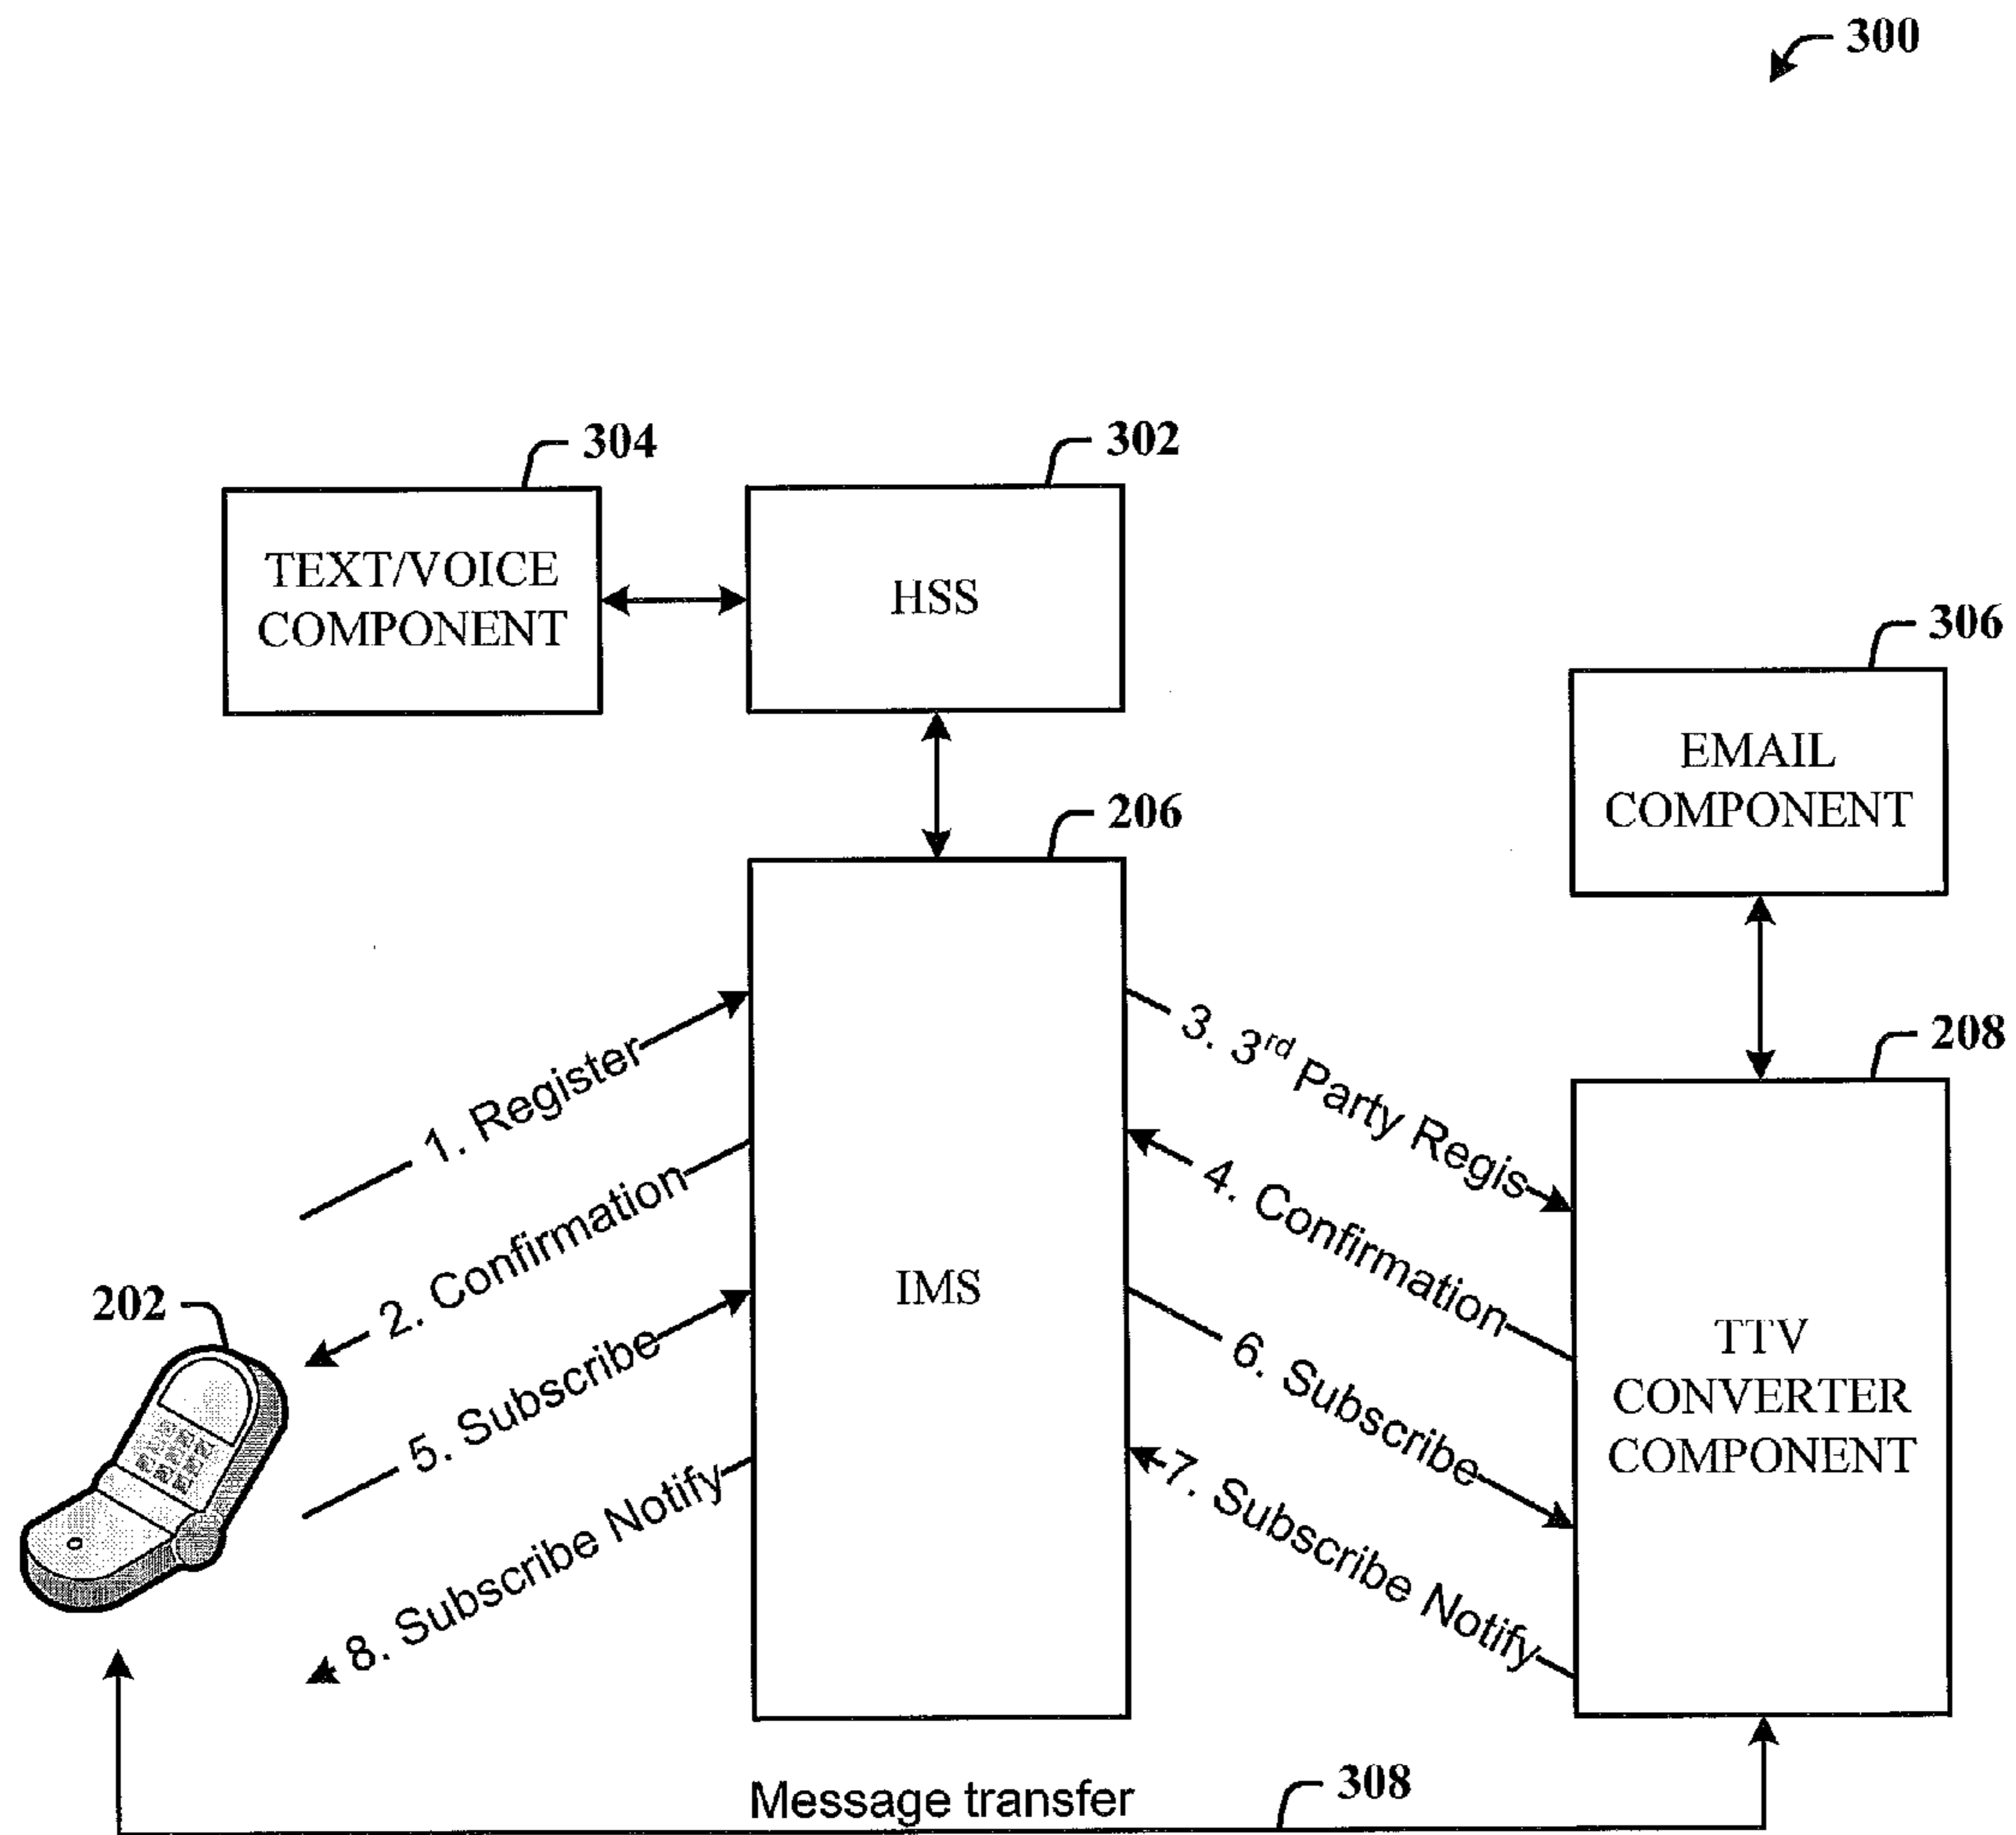 300
304
302
TEXT/VOICE
COMPONENT
HSS
306
EMAIL
COMPONENT
206
208
1. Register
3. 3rd Party Regis
2. Confirmation
4. Confirmation
IMS
202
5. Subscribe
6. Subscribe
TTV
CONVERTER
COMPONENT
8. Subscribe Notify
7. Subscribe Notify
Message transfer
308